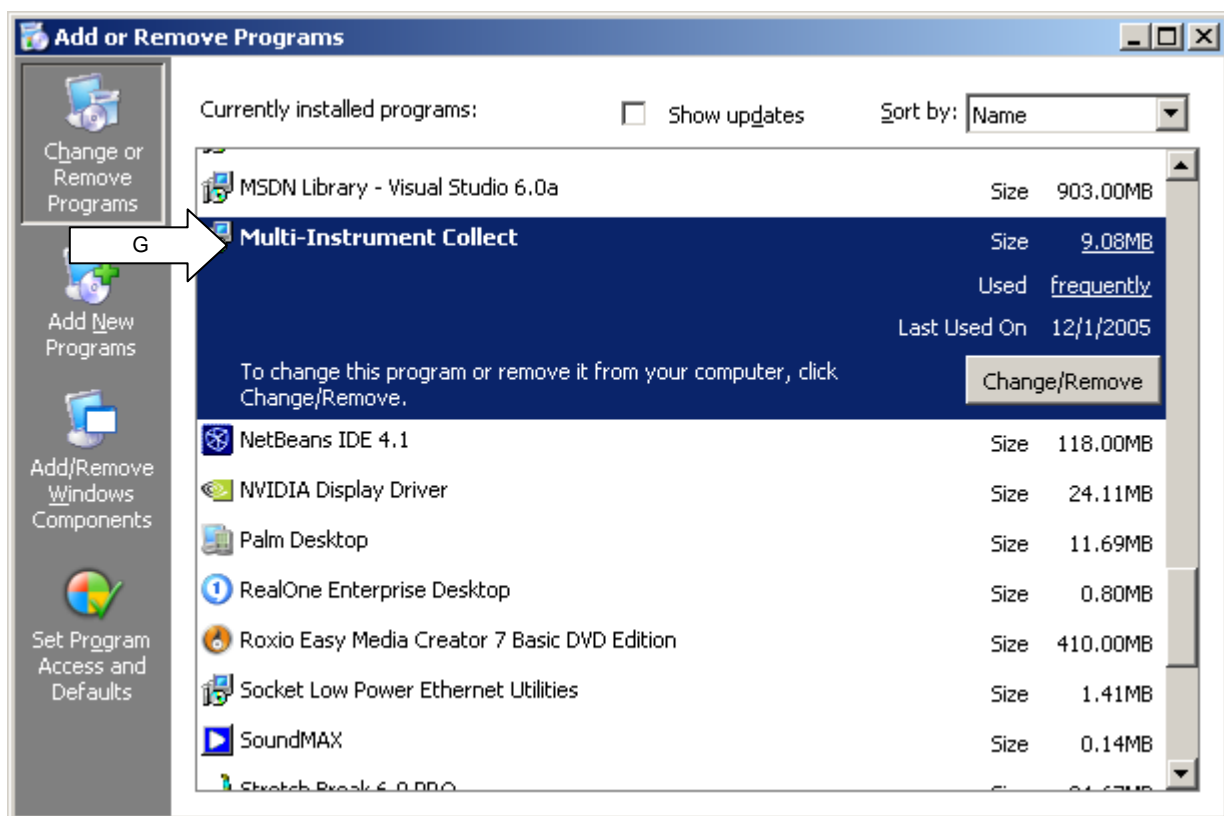 Add or Remove Programs
Currently installed programs:
Show updates
Sort by: Name
Change or
Remove
Programs
G
Add New
Programs
Add/Remove
Windows
Components
Set Program
Access and
Defaults
MSDN Library - Visual Studio 6.0a Size 903.00MB
Multi-Instrument Collect Size 9.08MB
Used frequently
Last Used On 12/1/2005
To change this program or remove it from your computer, click
Change/Remove.
Change/Remove
NetBeans IDE 4.1 Size 118.00MB
NVIDIA Display Driver Size 24.11MB
Palm Desktop Size 11.69MB
RealOne Enterprise Desktop Size 0.80MB
Roxio Easy Media Creator 7 Basic DVD Edition Size 410.00MB
Socket Low Power Ethernet Utilities Size 1.41MB
SoundMAX Size 0.14MB
Stretch Break